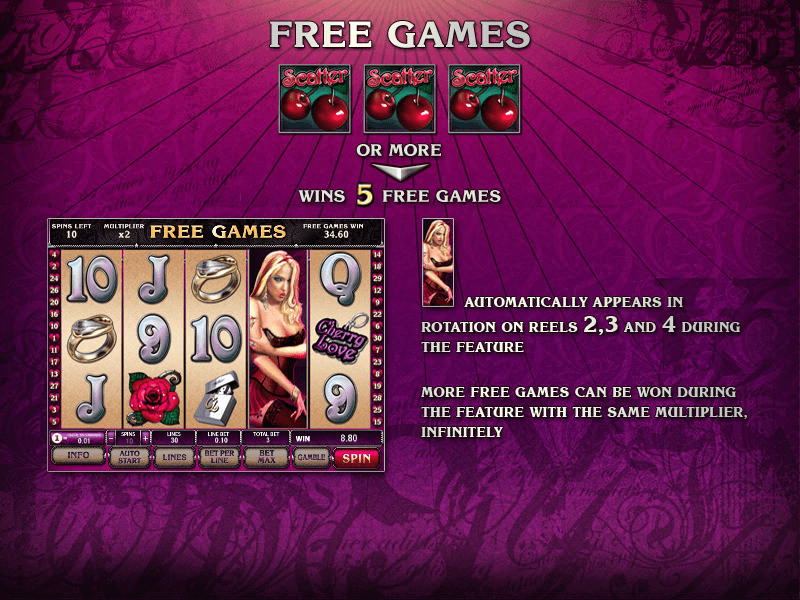 FREE GAMES
Scatter Scatter Scatter
OR MORE
WINS 5 FREE GAMES
SPINS LEFT
10
MULTIPLIER
x2
FREE GAMES
FREE GAMES WIN
34.60
10 J Q
9 10 Cherry Love
J 9
1
0.01
SPINS
10
LINES
30
LINE BET
0.10
TOTAL BET
3
WIN 8.80
INFO
AUTO START
LINES
BET PER LINE
BET MAX
GAMBLE
SPIN
AUTOMATICALLY APPEARS IN
ROTATION ON REELS 2,3 AND 4 DURING
THE FEATURE
MORE FREE GAMES CAN BE WON DURING
THE FEATURE WITH THE SAME MULTIPLIER,
INFINITELY